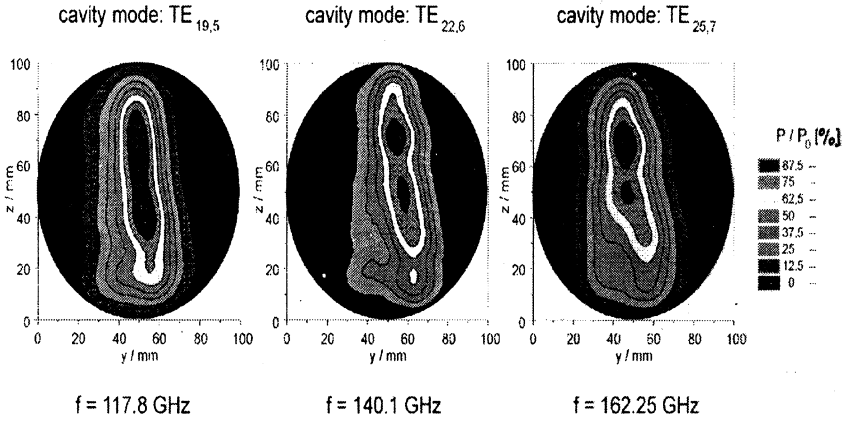 cavity mode: TE19,5 cavity mode: TE22,6 cavity mode: TE25,7
100 100 100
80 80 80
60 60 60
40 40 40
20 20 20
0 0 0
z / mm z / mm z / mm
0 20 40 60 80 100 0 20 40 60 80 100 0 20 40 60 80 100
y / mm y / mm y / mm
P / P0 [%]
87.5 --
75 --
62,5 --
50 --
37.5 --
25 --
12.5 --
0 --
f = 117.8 GHz f = 140.1 GHz f = 162.25 GHz